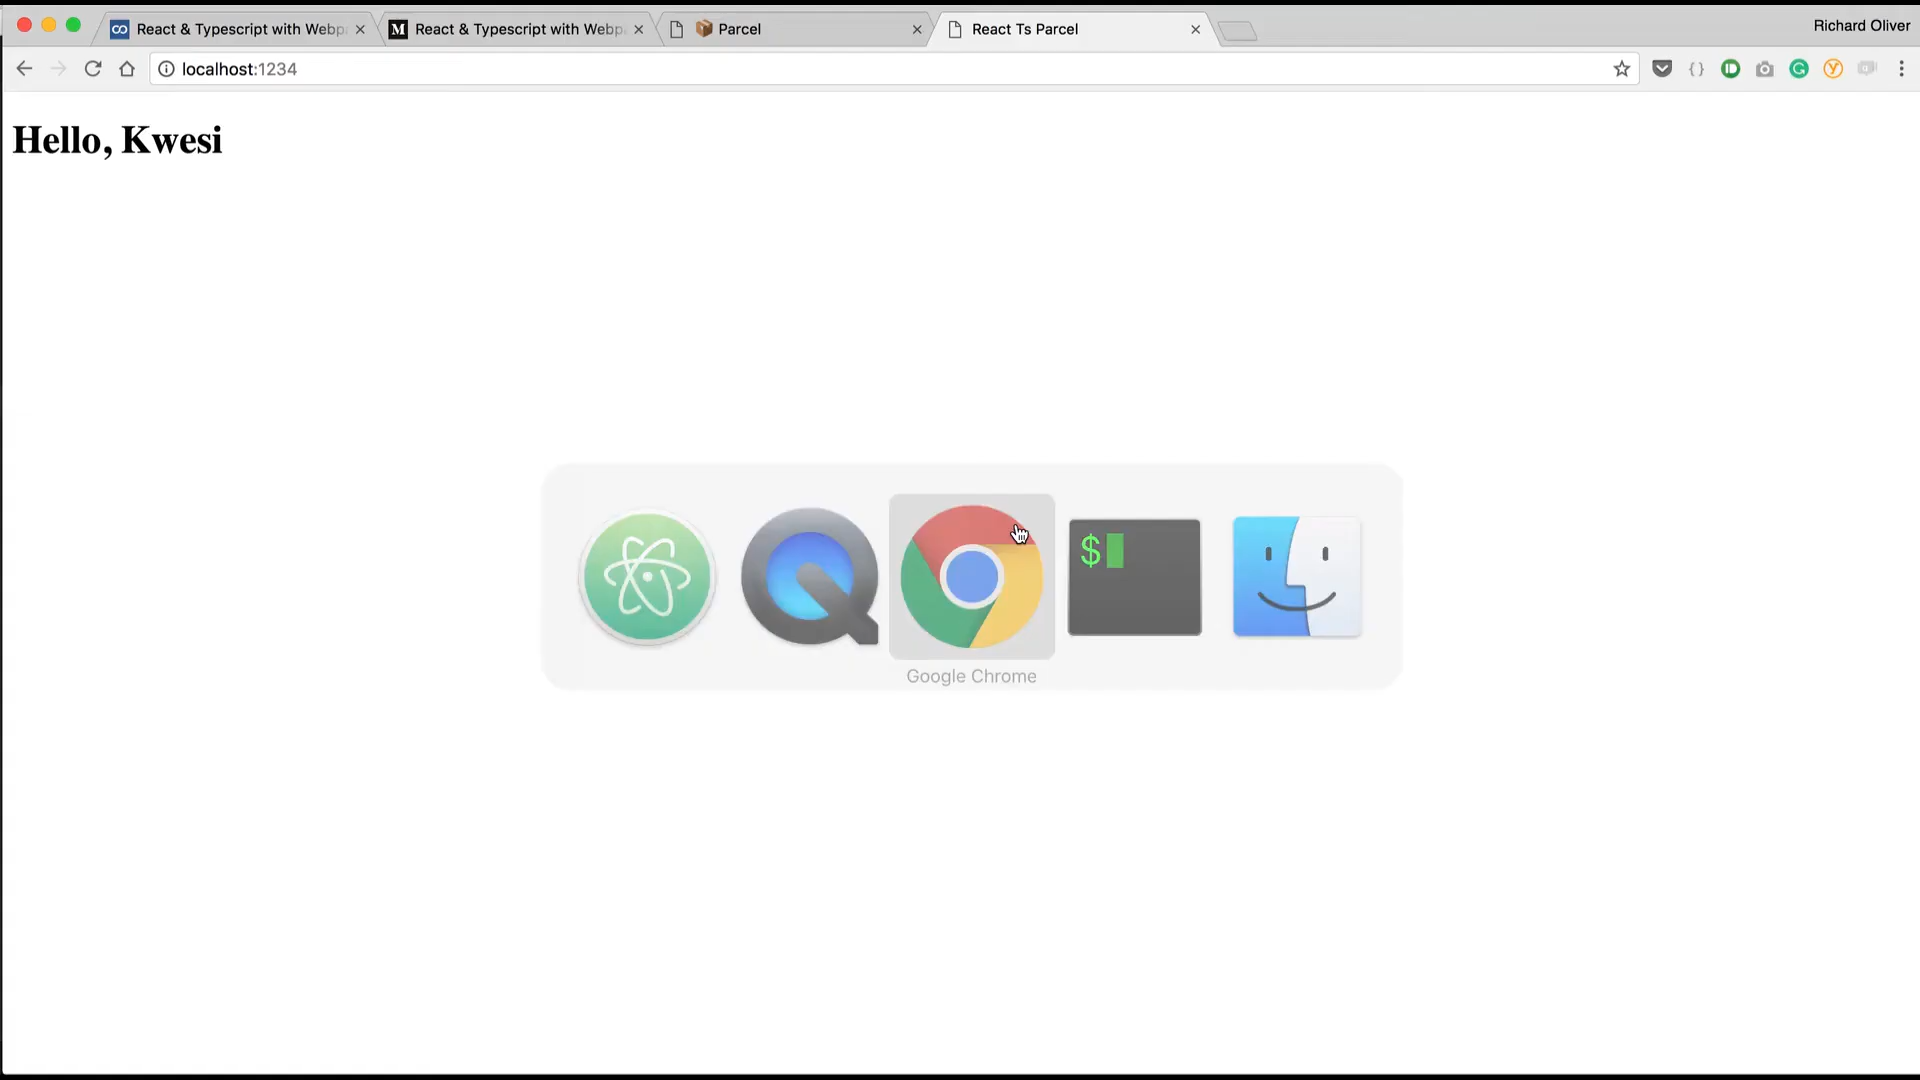 React & Typescript with Webp
M React & Typescript with Webp
Parcel
React Ts Parcel
Richard Oliver
localhost:1234
Hello, Kwesi
$
Google Chrome